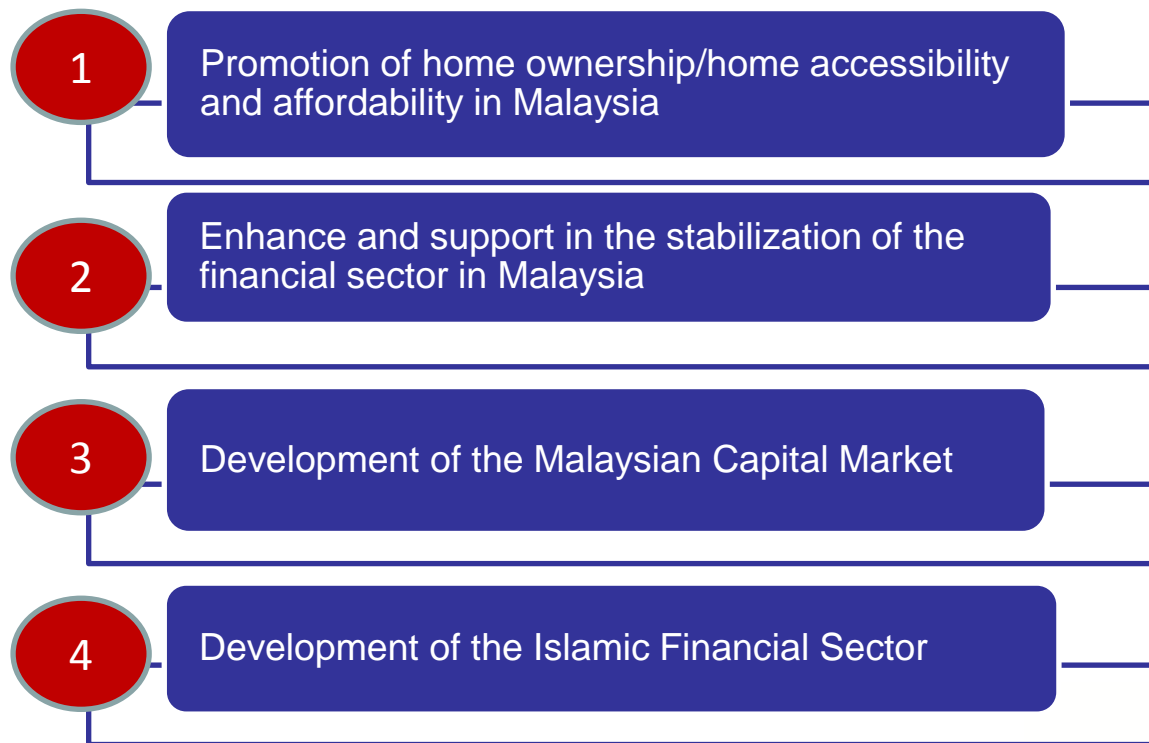 1
Promotion of home ownership/home accessibility
and affordability in Malaysia
2
Enhance and support in the stabilization of the
financial sector in Malaysia
3
Development of the Malaysian Capital Market
4
Development of the Islamic Financial Sector